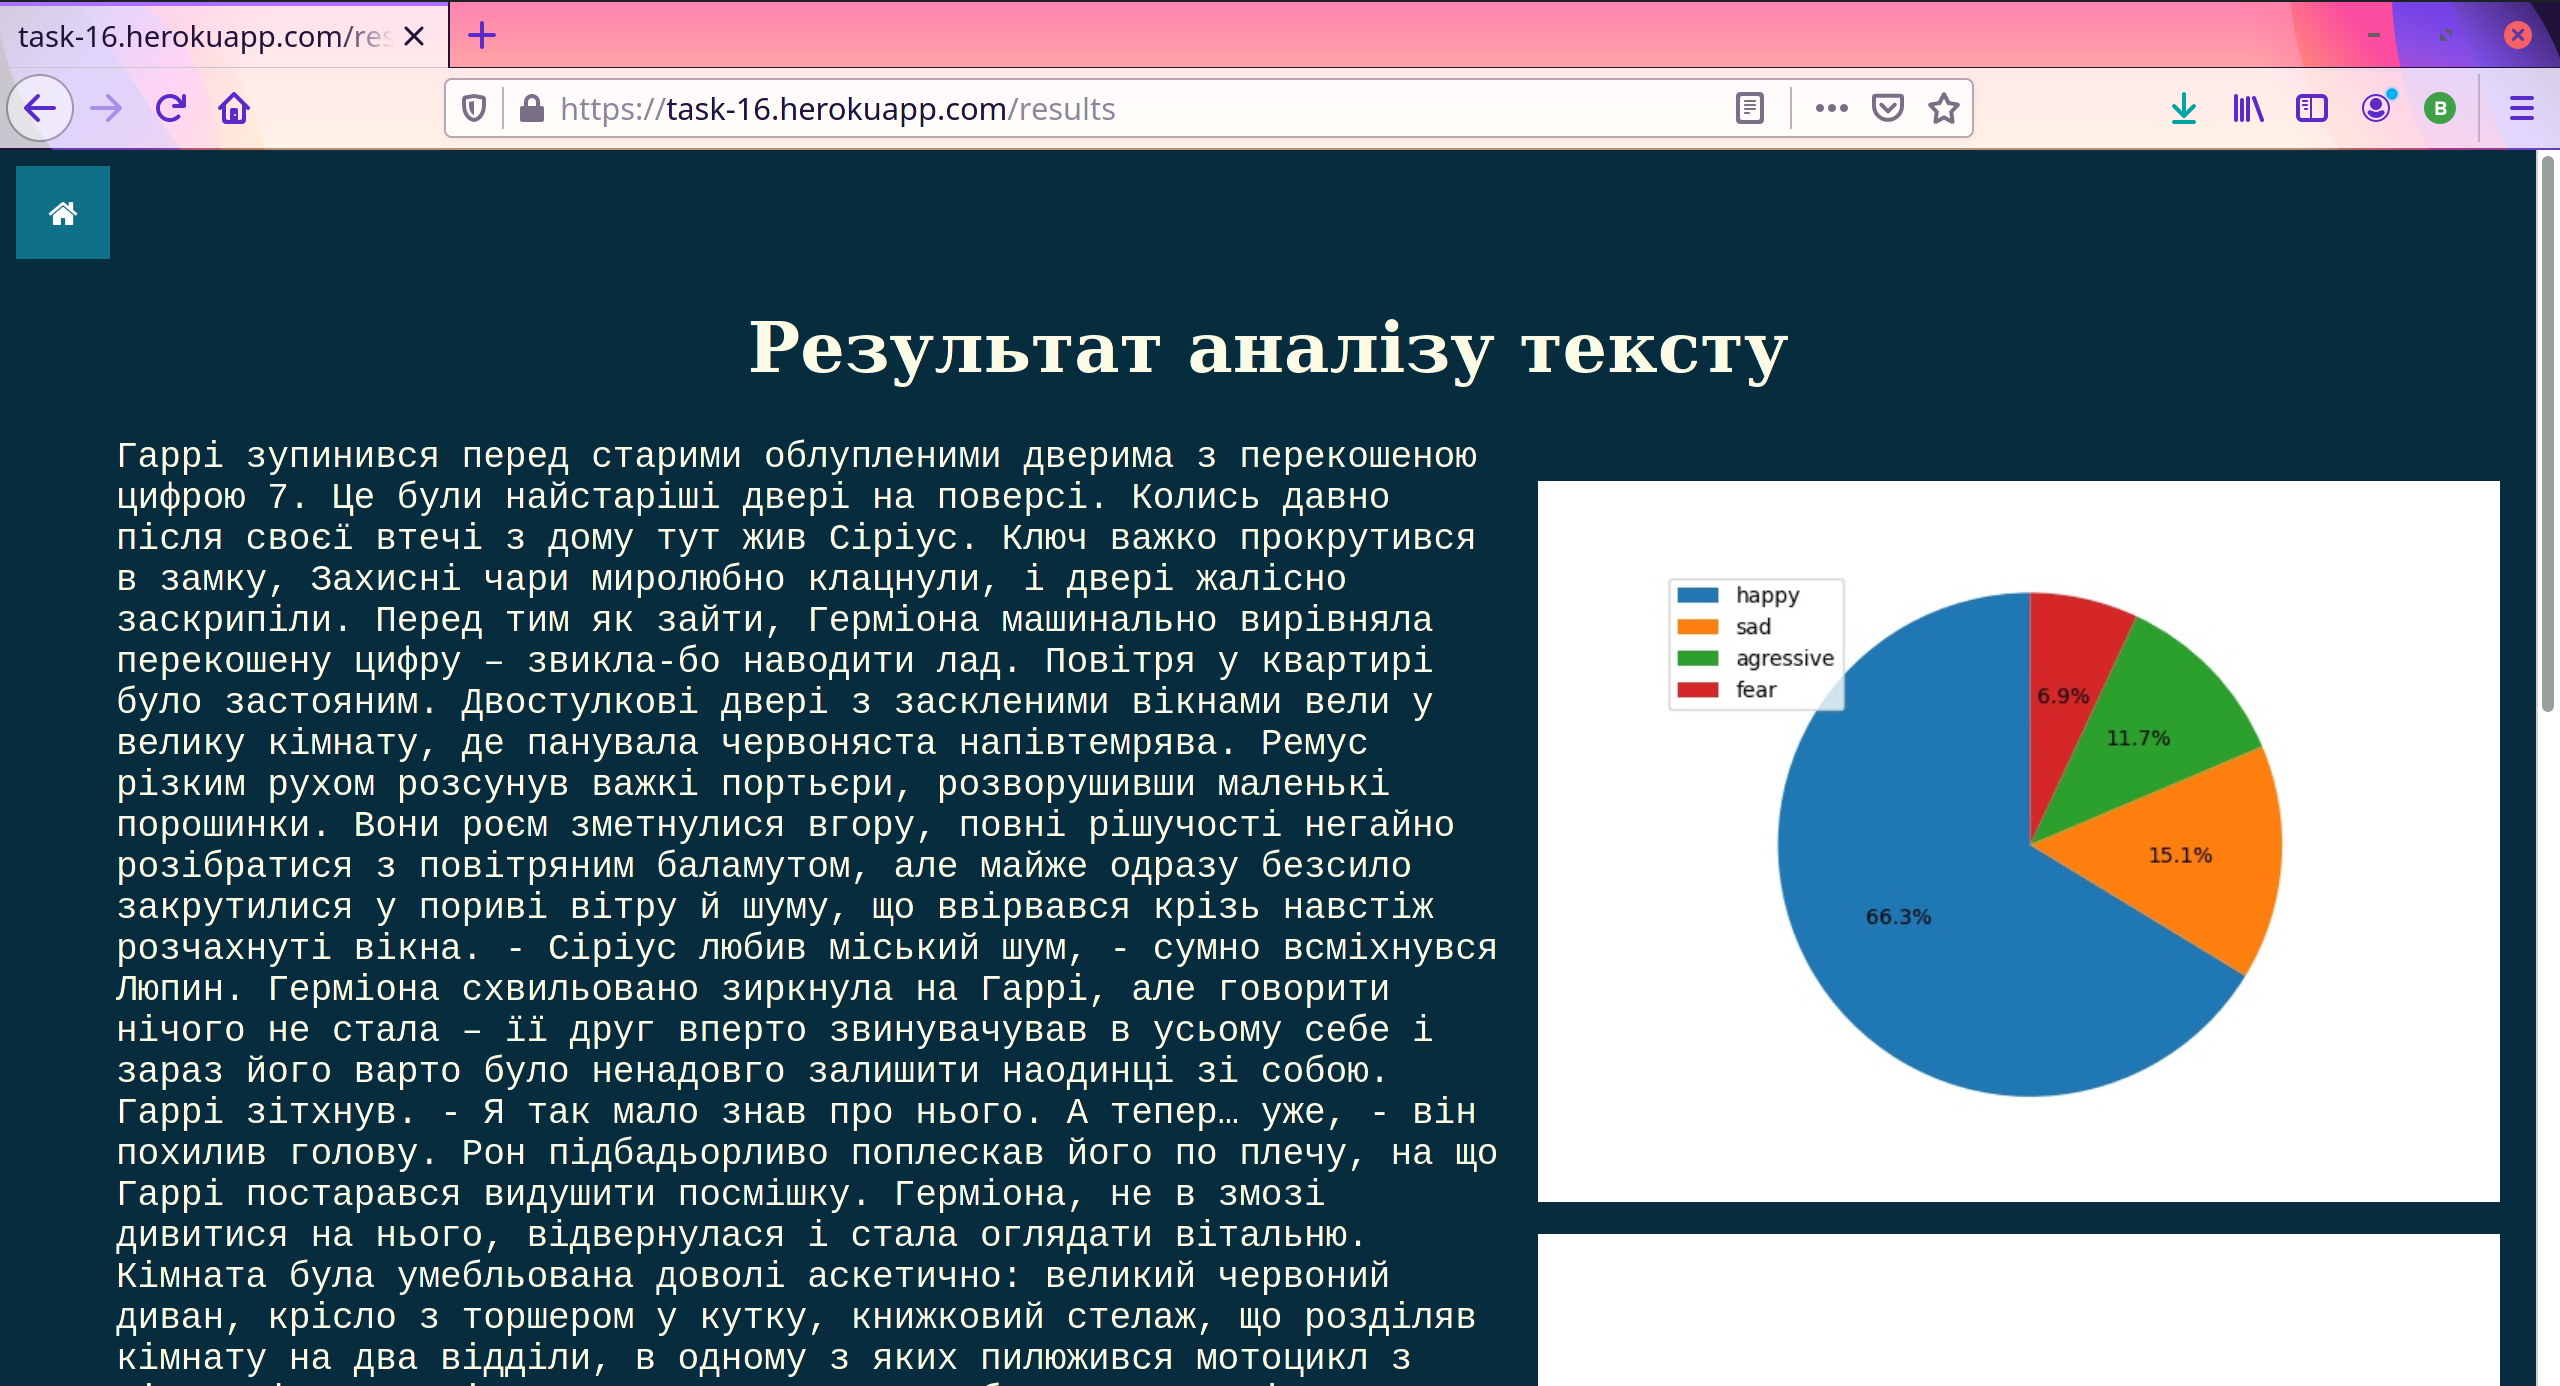 task-16.herokuapp.com/res
https://task-16.herokuapp.com/results
B
Результат аналізу тексту
Гаррі зупинився перед старими облупленими дверима з перекошеною
цифрою 7. Це були найстаріші двері на поверсі. Колись давно
після своєї втечі з дому тут жив Сіріус. Ключ важко прокрутився
в замку, Захисні чари миролюбно клацнули, і двері жалісно
заскрипіли. Перед тим як зайти, Герміона машинально вирівняла
перекошену цифру – звикла-бо наводити лад. Повітря у квартирі
було застояним. Двостулкові двері з заскленими вікнами вели у
велику кімнату, де панувала червоняста напівтемрява. Ремус
різким рухом розсунув важкі портьєри, розворушивши маленькі
порошинки. Вони роєм зметнулися вгору, повні рішучості негайно
розібратися з повітряним баламутом, але майже одразу безсило
закрутилися у пориві вітру й шуму, що ввірвався крізь навстіж
розчахнуті вікна. - Сіріус любив міський шум, - сумно всміхнувся
Люпин. Герміона схвильовано зиркнула на Гаррі, але говорити
нічого не стала – її друг вперто звинувачував в усьому себе і
зараз його варто було ненадовго залишити наодинці зі собою.
Гаррі зітхнув. - Я так мало знав про нього. А тепер… уже, - він
похилив голову. Рон підбадьорливо поплескав його по плечу, на що
Гаррі постарався видушити посмішку. Герміона, не в змозі
дивитися на нього, відвернулася і стала оглядати вітальню.
Кімната була умебльована доволі аскетично: великий червоний
диван, крісло з торшером у кутку, книжковий стелаж, що розділяв
кімнату на два відділи, в одному з яких пилюжився мотоцикл з
happy
sad
agressive
fear
6.9%
11.7%
15.1%
66.3%